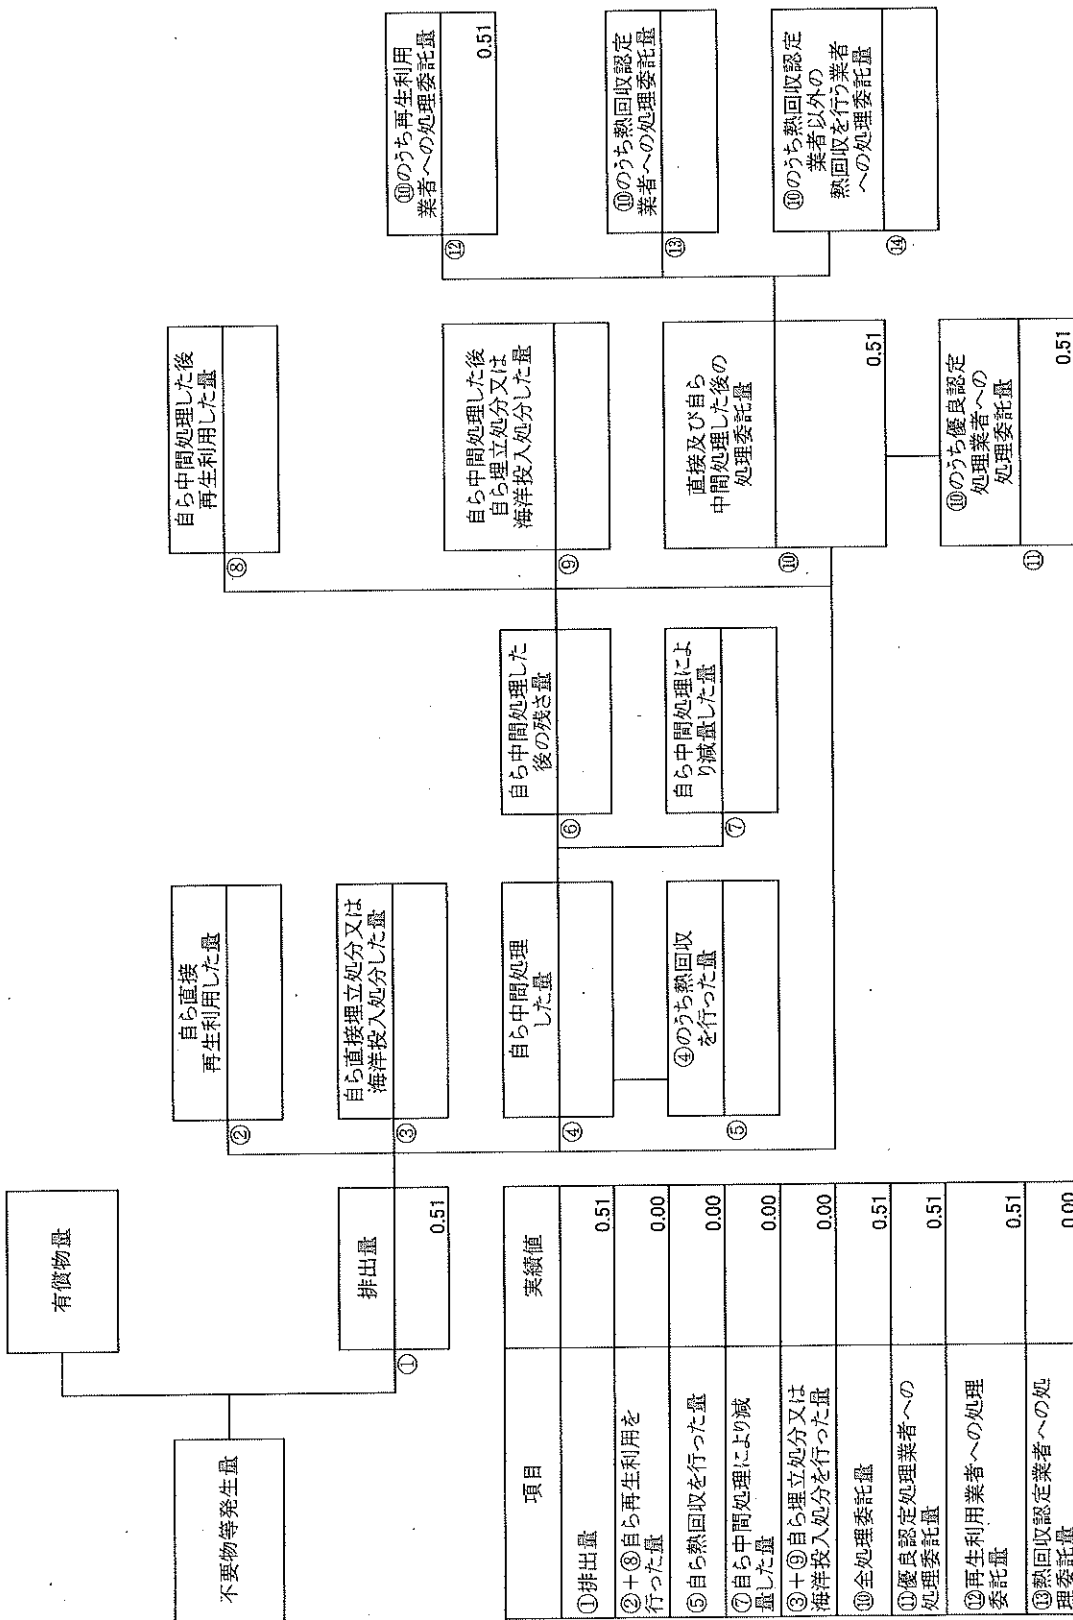 不要物等発生量
有償物量
排出量
①
0.51
自ら直接
再生利用した量
②
自ら直接埋立処分又は
海洋投入処分した量
③
自ら中間処理
した量
④
④のうち熱回収
を行った量
⑤
自ら中間処理した
後の残さ量
⑥
自ら中間処理によ
り減量した量
⑦
自ら中間処理した後
再生利用した量
⑧
自ら中間処理した後
自ら埋立処分又は
海洋投入処分した量
⑨
直接及び自ら
中間処理した後の
処理委託量
⑩
0.51
⑩のうち優良認定
処理業者への
処理委託量
⑪
0.51
⑩のうち再生利用
業者への処理委託量
⑫
0.51
⑩のうち熱回収認定
業者への処理委託量
⑬
⑩のうち熱回収認定
業者以外の
熱回収を行う業者
への処理委託量
⑭
項目 実績値
①排出量 0.51
②+⑧自ら再生利用を
行った量 0.00
⑤自ら熱回収を行った量 0.00
⑦自ら中間処理により減
量した量 0.00
③+⑨自ら埋立処分又は
海洋投入処分を行った量 0.00
⑩全処理委託量 0.51
⑪優良認定処理業者への
処理委託量 0.51
⑫再生利用業者への処理
委託量 0.51
⑬熱回収認定業者への処
理委託量 0.00